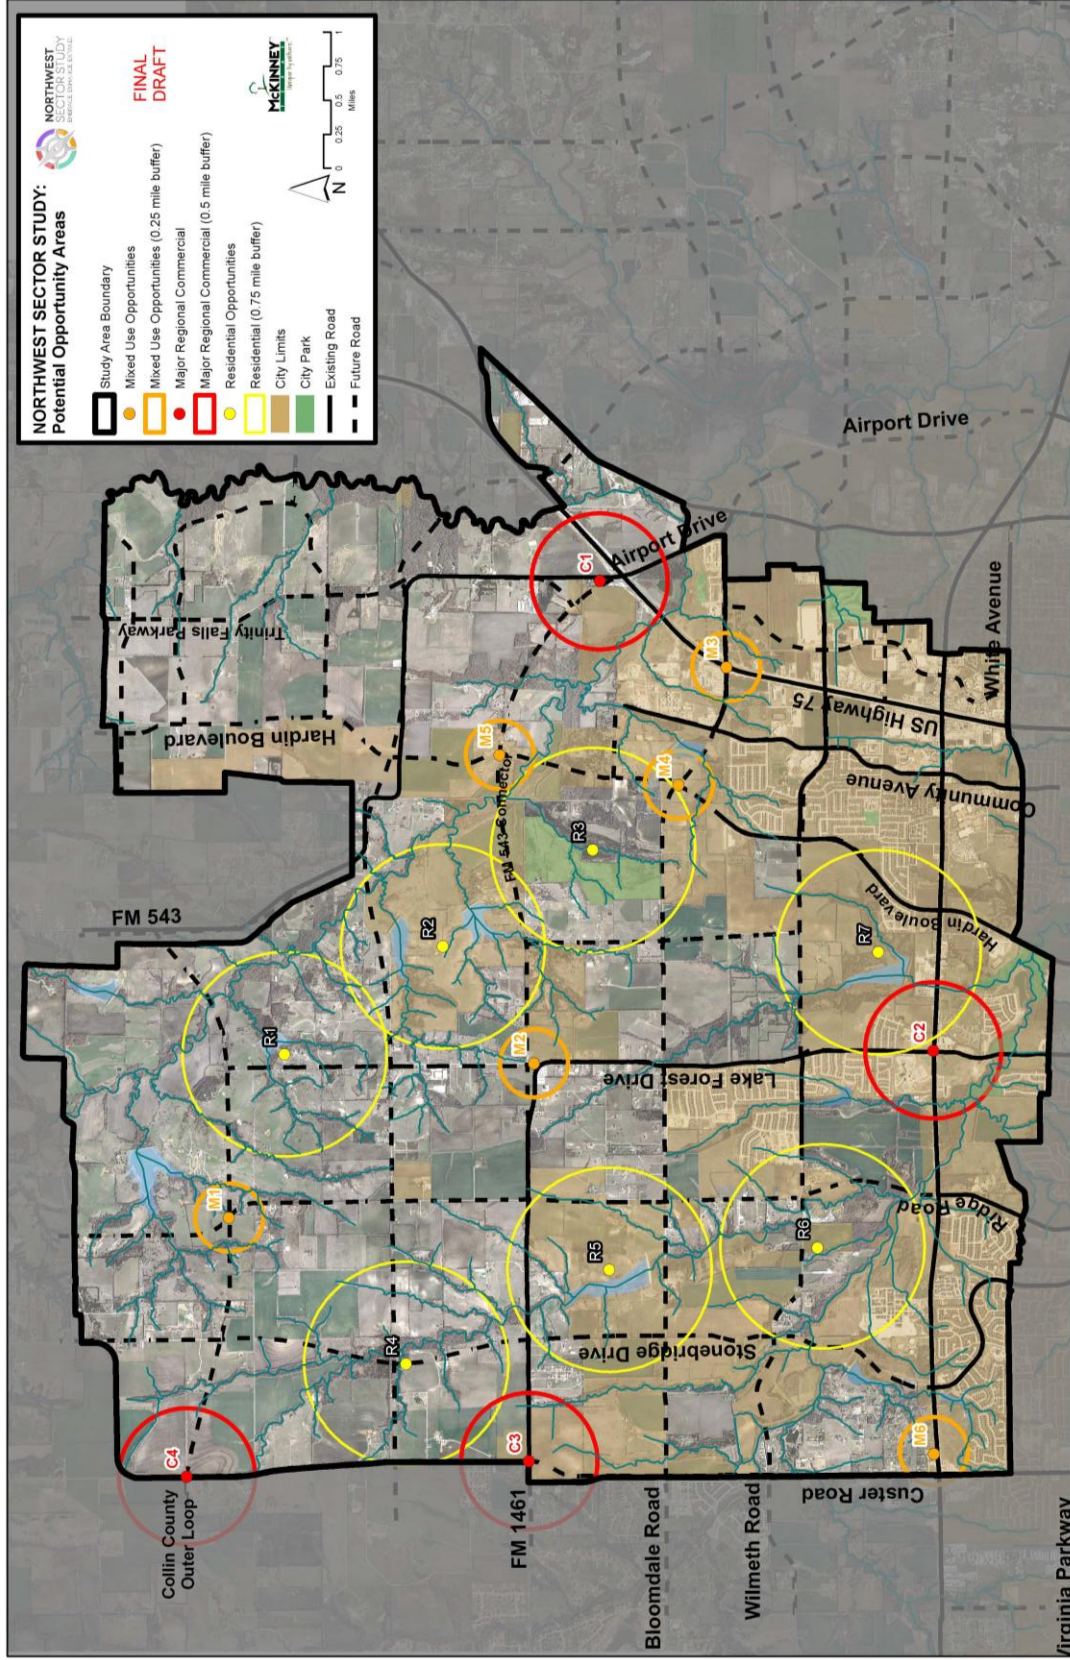 NORTHWEST SECTOR STUDY:
Potential Opportunity Areas
NORTHWEST
SECTOR STUDY
Study Area Boundary
Mixed Use Opportunities
Mixed Use Opportunities (0.25 mile buffer)
Major Regional Commercial
Major Regional Commercial (0.5 mile buffer)
Residential Opportunities
Residential (0.75 mile buffer)
City Limits
City Park
Existing Road
Future Road
FINAL
DRAFT
McKINNEY
N
0 0.25 0.5 0.75 1
Miles
Collin County
Outer Loop
C4
M1
R1
FM 543
Hardin Boulevard
Trinity Falls Parkway
R4
R2
FM 1461
C3
M2
FM 543 Connector
M5
C1
Airport Drive
Airport Drive
R5
R3
Stonebridge Drive
Lake Forest Drive
Bloomdale Road
M4
M3
Wilmeth Road
R6
R7
Custer Road
M6
Ridge Road
C2
Hardin Boulevard
Community Avenue
US Highway 75
White Avenue
Virginia Parkway